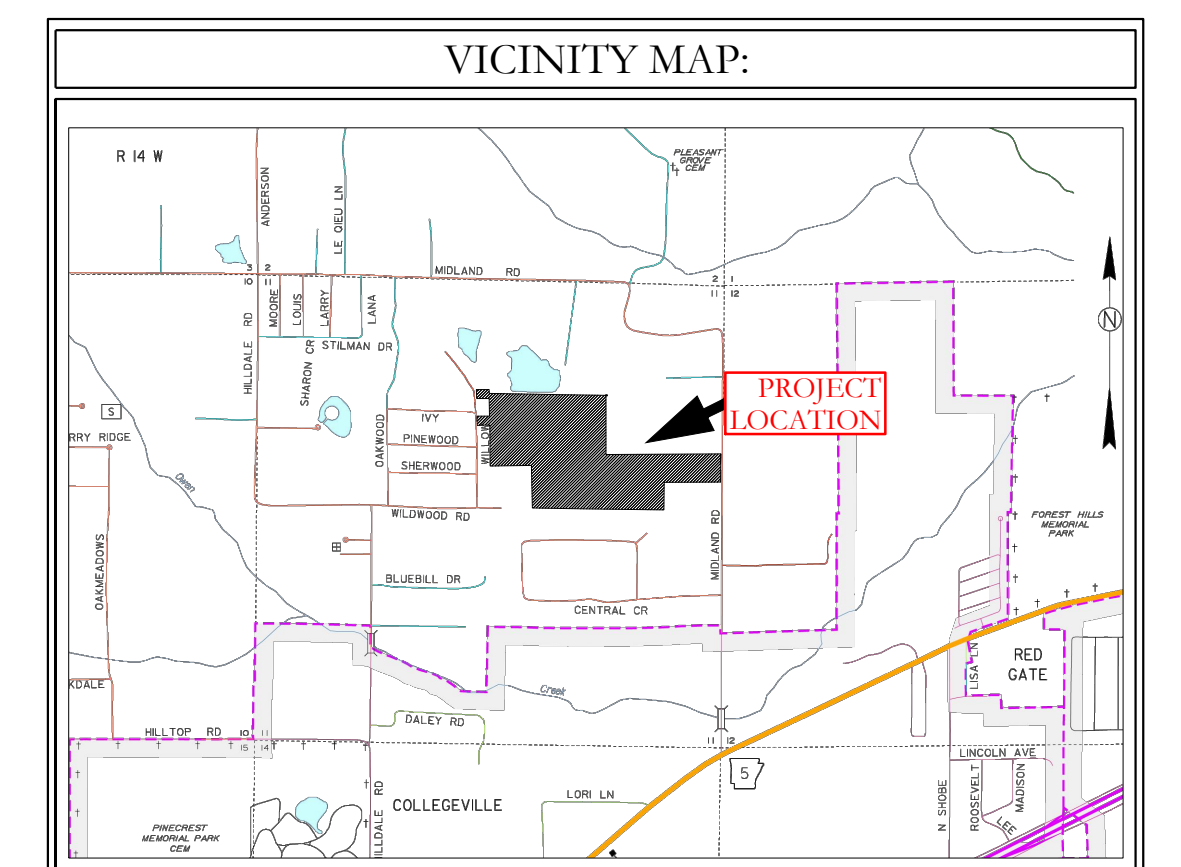 VICINITY MAP:
R 14 W
PLEASANT
GROVE
CEM
ANDERSON
LE QIEU LN
3 2
10 11
MIDLAND RD
2 1
11 12
HILLDALE RD
MOORE
LOUIS
LARRY
LANA
STILMAN DR
SHARON CR
N
PROJECT
LOCATION
S
RRY RIDGE
OAKWOOD
IVY
PINEWOOD
SHERWOOD
WILLOW
WILDWOOD RD
Owen
OAKMEADOWS
MIDLAND RD
FOREST HILLS
MEMORIAL
PARK
BLUEBILL DR
CENTRAL CR
KDALE
Creek
LISA LN
RED
GATE
HILLTOP RD
10 11
15 14
DALEY RD
11 12
5
LINCOLN AVE
COLLEGEVILLE
LORI LN
ILLDALE RD
N SHOBE
ROOSEVELT
MADISON
LEE
PINECREST
MEMORIAL PARK
CEM